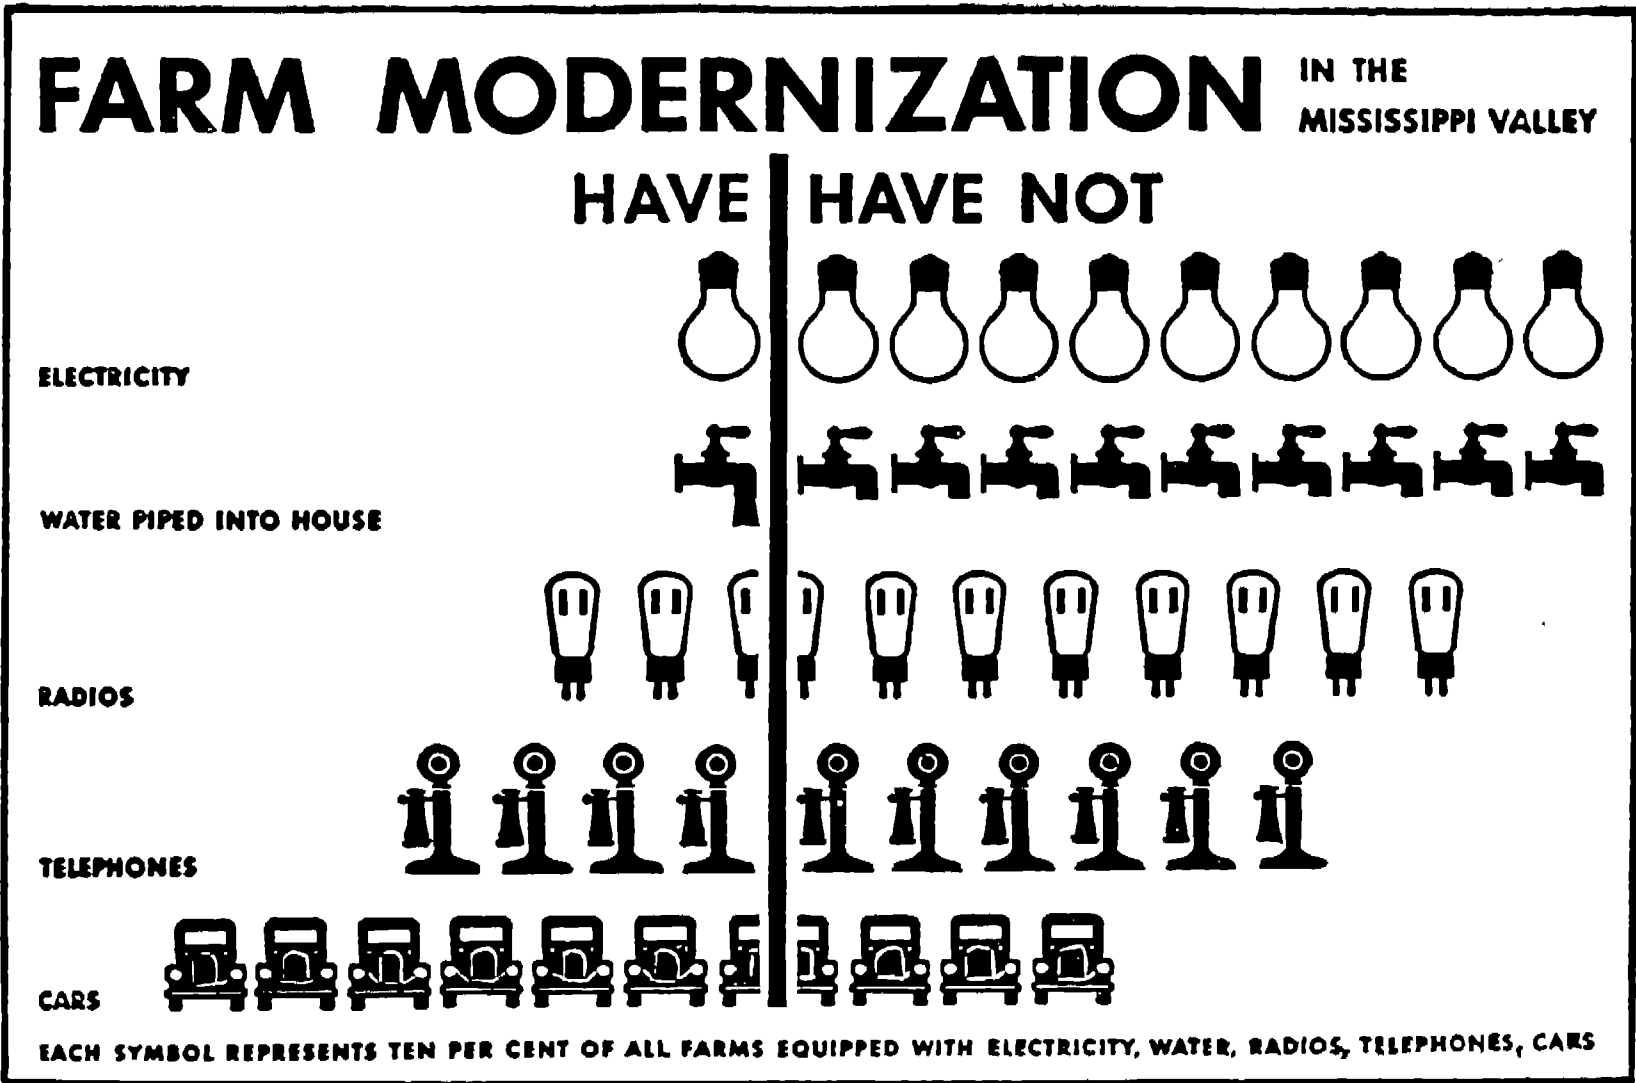 FARM MODERNIZATION IN THE
MISSISSIPPI VALLEY
HAVE HAVE NOT
ELECTRICITY
WATER PIPED INTO HOUSE
RADIOS
TELEPHONES
CARS
EACH SYMBOL REPRESENTS TEN PER CENT OF ALL FARMS EQUIPPED WITH ELECTRICITY, WATER, RADIOS, TELEPHONES, CARS